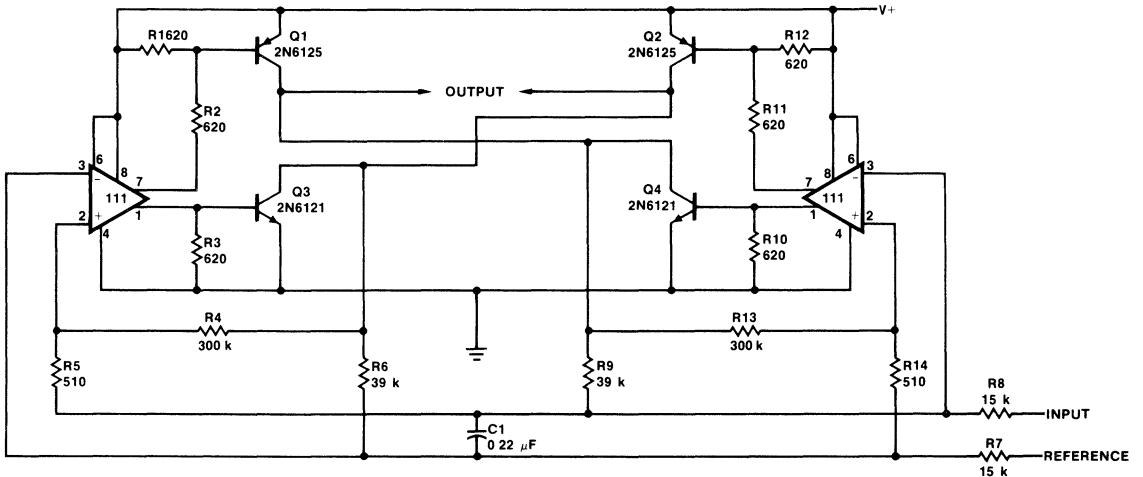 V+
R1620
Q1
2N6125
Q2
2N6125
R12
620
OUTPUT
R2
620
R11
620
3
6
8
7
−
111
+
2
1
4
Q3
2N6121
Q4
2N6121
7
8
6
3
−
111
+
1
2
4
R3
620
R10
620
R4
300 k
R13
300 k
R5
510
R6
39 k
R9
39 k
R14
510
R8
15 k
INPUT
C1
0 22 µF
R7
15 k
REFERENCE